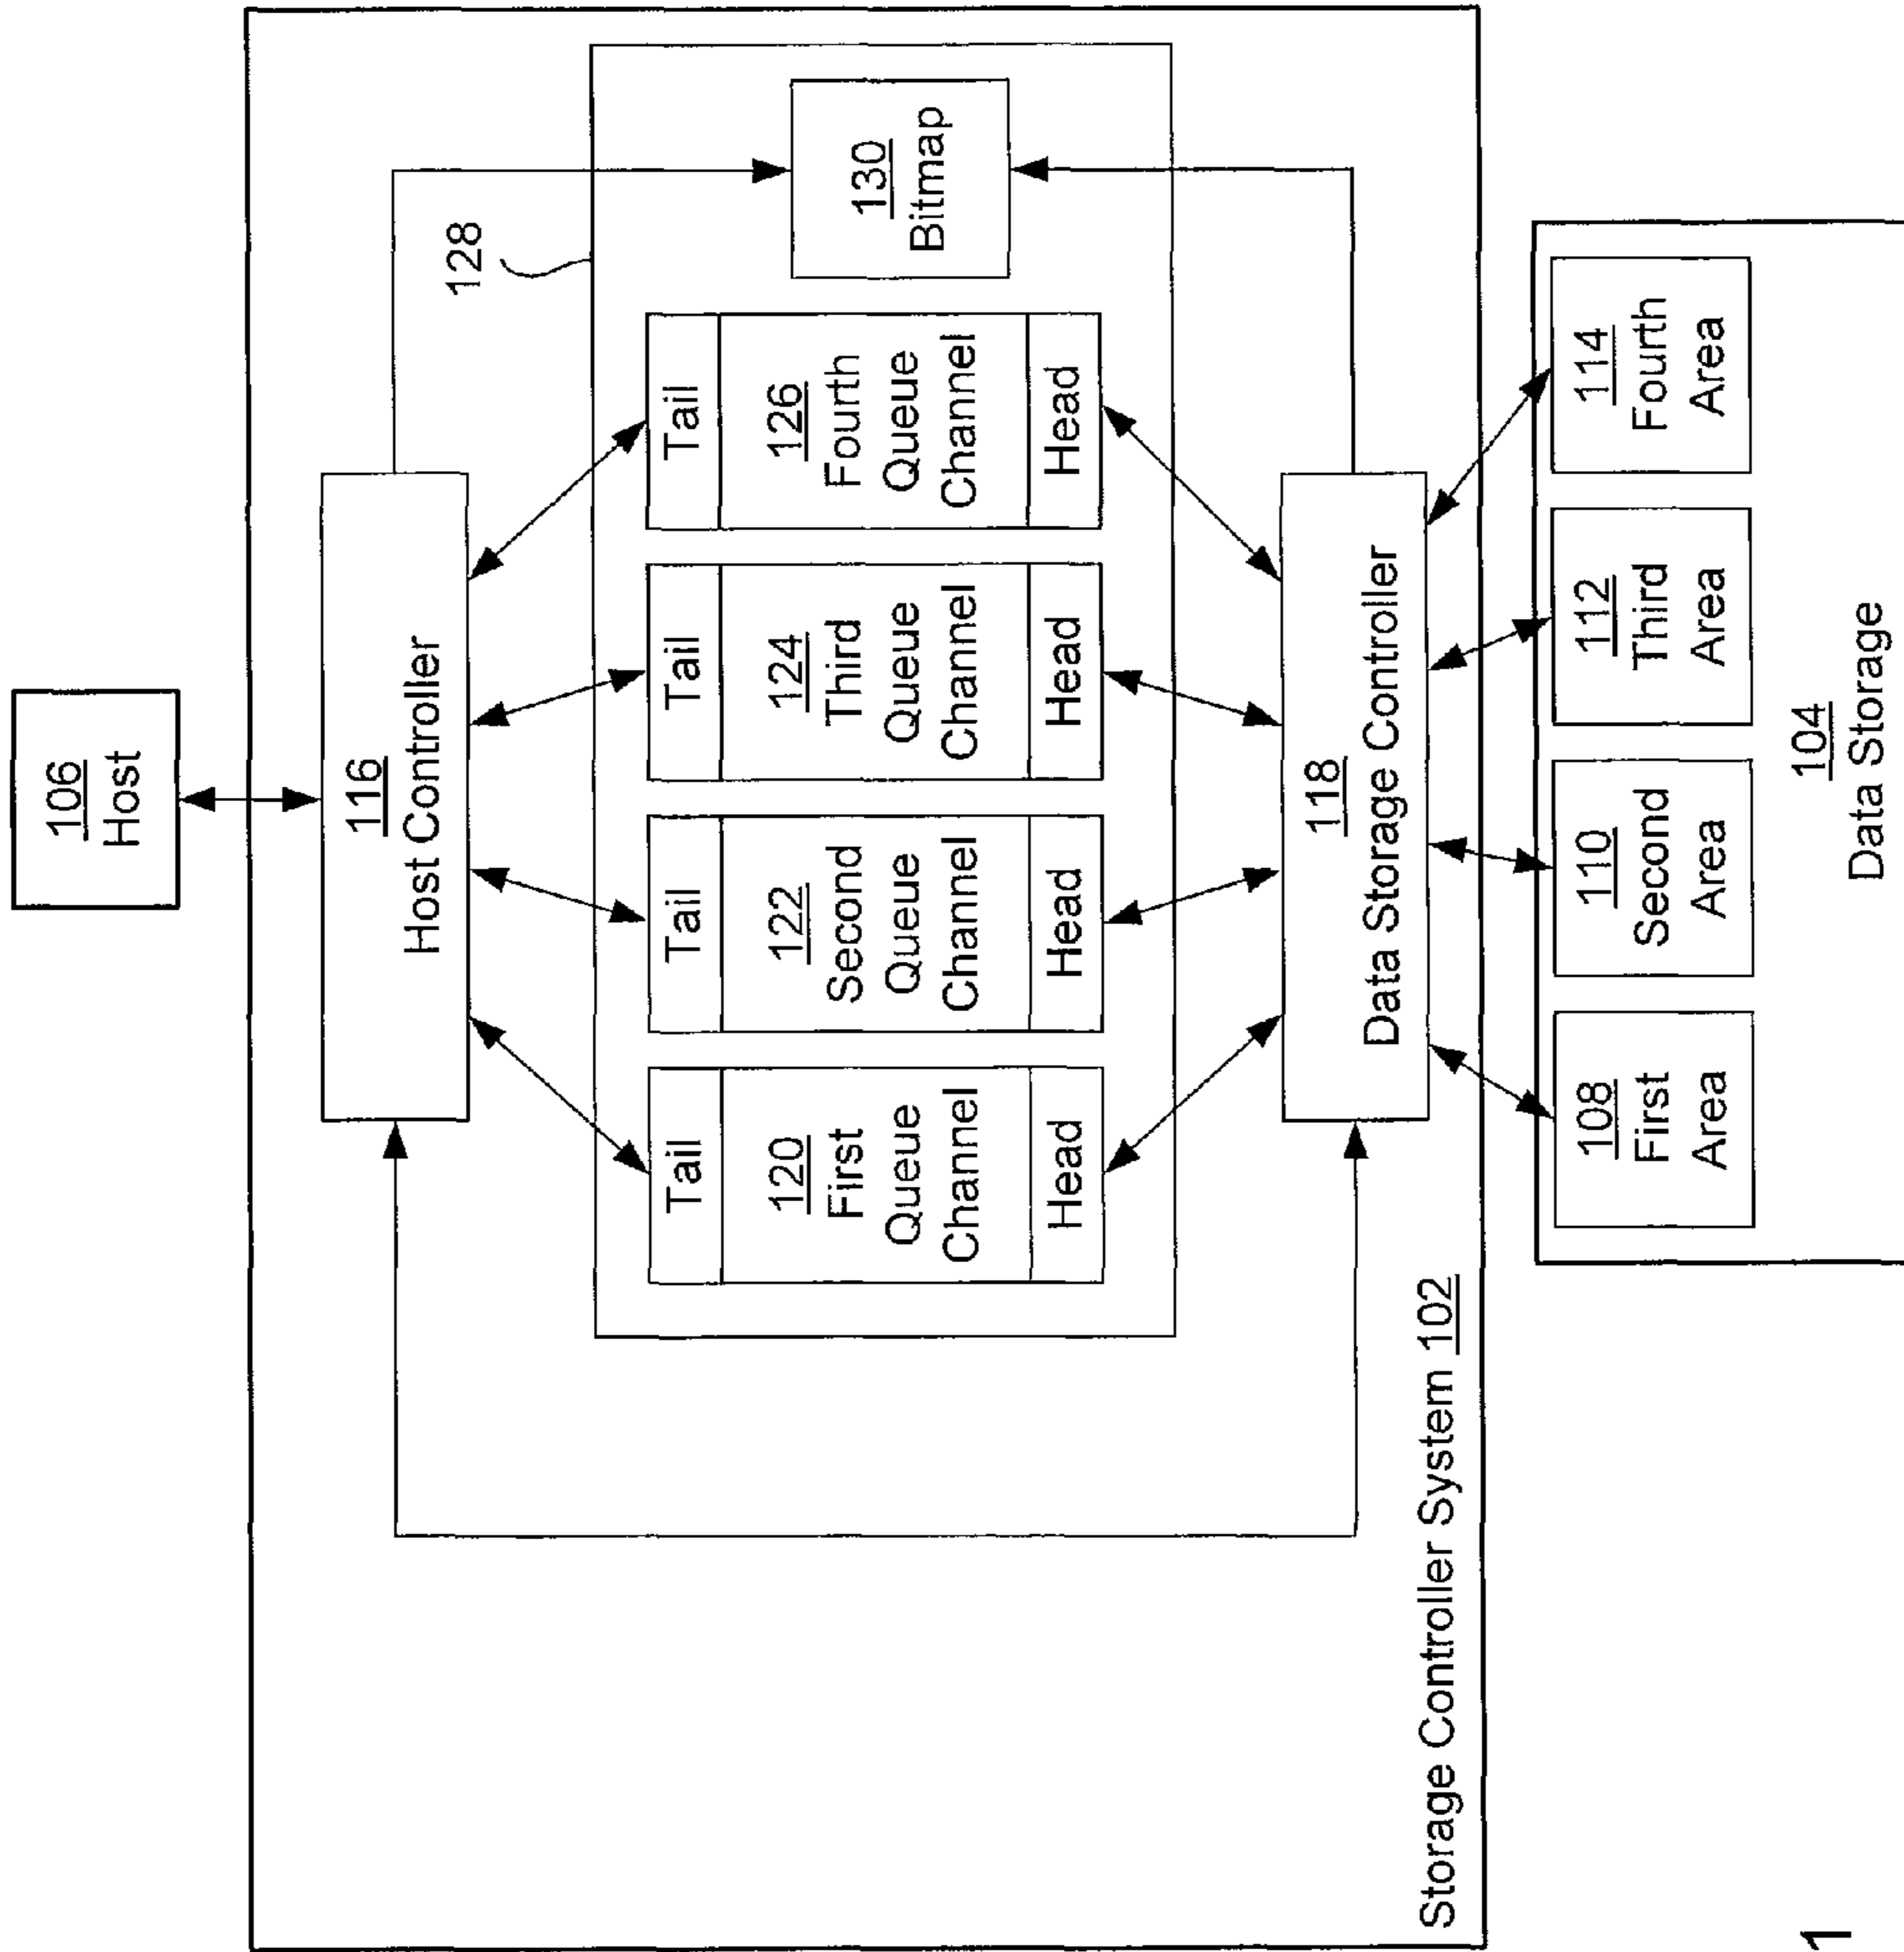 106
Host
116
Host Controller
128
Tail
120
First
Queue
Channel
Head
Tail
122
Second
Queue
Channel
Head
Tail
124
Third
Queue
Channel
Head
Tail
126
Fourth
Queue
Channel
Head
130
Bitmap
118
Data Storage Controller
Storage Controller System 102
108
First
Area
110
Second
Area
112
Third
Area
114
Fourth
Area
104
Data Storage
1